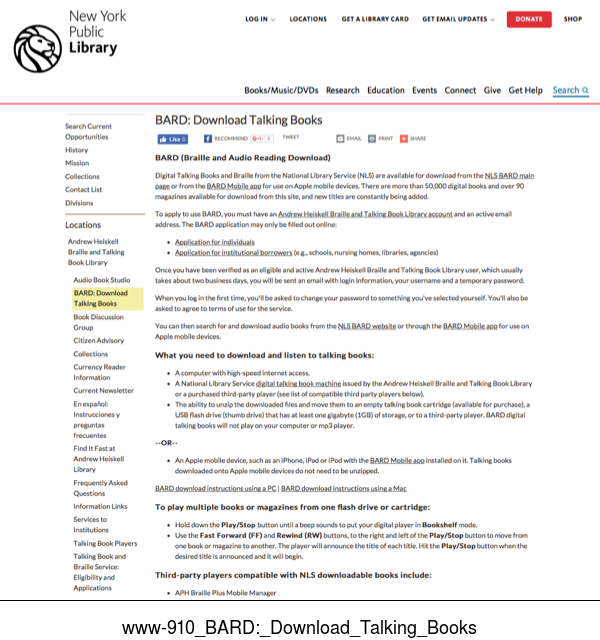 New York
Public
Library
LOG IN
LOCATIONS
GET A LIBRARY CARD
GET EMAIL UPDATES
DONATE
SHOP
Books/Music/DVDs Research Education Events Connect Give Get Help Search
Search Current
Opportunities
History
Mission
Collections
Contact List
Divisions
Locations
Andrew Heiskell
Braille and Talking
Book Library
Audio Book Studio
BARD: Download
Talking Books
Book Discussion
Group
Citizen Advisory
Collections
Currency Reader
Information
Current Newsletter
En español:
Instrucciones y
preguntas
frecuentes
Find It Fast at
Andrew Heiskell
Library
Frequently Asked
Questions
Information Links
Services to
Institutions
Talking Book Players
Talking Book and
Braille Service:
Eligibility and
Applications
BARD: Download Talking Books
Like 0
RECOMMEND
G+1
TWEET
EMAIL
PRINT
SHARE
BARD (Braille and Audio Reading Download)
Digital Talking Books and Braille from the National Library Service (NLS) are available for download from the NLS BARD main
page or from the BARD Mobile app for use on Apple mobile devices. There are more than 50,000 digital books and over 90
magazines available for download from this site, and new titles are constantly being added.
To apply to use BARD, you must have an Andrew Heiskell Braille and Talking Book Library account and an active email
address. The BARD application may only be filled out online:
• Application for individuals
• Application for institutional borrowers (e.g., schools, nursing homes, libraries, agencies)
Once you have been verified as an eligible and active Andrew Heiskell Braille and Talking Book Library user, which usually
takes about two business days, you will be sent an email with login information, your username and a temporary password.
When you log in the first time, you'll be asked to change your password to something you've selected yourself. You'll also be
asked to agree to terms of use for the service.
You can then search for and download audio books from the NLS BARD website or through the BARD Mobile app for use on
Apple mobile devices.
What you need to download and listen to talking books:
• A computer with high-speed internet access.
• A National Library Service digital talking book machine issued by the Andrew Heiskell Braille and Talking Book Library
or a purchased third-party player (see list of compatible third party players below).
• The ability to unzip the downloaded files and move them to an empty talking book cartridge (available for purchase), a
USB flash drive (thumb drive) that has at least one gigabyte (1GB) of storage, or to a third-party player. BARD digital
talking books will not play on your computer or mp3 player.
--OR--
• An Apple mobile device, such as an iPhone, iPad or iPod with the BARD Mobile app installed on it. Talking books
downloaded onto Apple mobile devices do not need to be unzipped.
BARD download instructions using a PC | BARD download instructions using a Mac
To play multiple books or magazines from one flash drive or cartridge:
• Hold down the Play/Stop button until a beep sounds to put your digital player in Bookshelf mode.
• Use the Fast Forward (FF) and Rewind (RW) buttons, to the right and left of the Play/Stop button to move from
one book or magazine to another. The player will announce the title of each title. Hit the Play/Stop button when the
desired title is announced and it will begin.
Third-party players compatible with NLS downloadable books include:
• APH Braille Plus Mobile Manager
www-910_BARD:_Download_Talking_Books